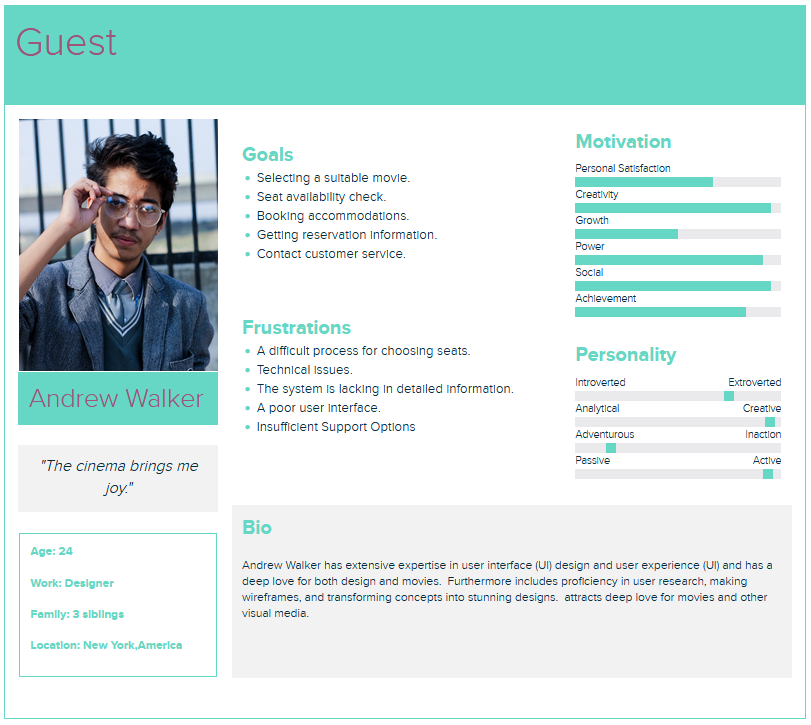 Guest
Andrew Walker
"The cinema brings me
joy."
Age: 24
Work: Designer
Family: 3 siblings
Location: New York,America
Goals
Selecting a suitable movie.
Seat availability check.
Booking accommodations.
Getting reservation information.
Contact customer service.
Frustrations
A difficult process for choosing seats.
Technical issues.
The system is lacking in detailed information.
A poor user interface.
Insufficient Support Options
Motivation
Personal Satisfaction
Creativity
Growth
Power
Social
Achievement
Personality
Introverted Extroverted
Analytical Creative
Adventurous Inaction
Passive Active
Bio
Andrew Walker has extensive expertise in user interface (UI) design and user experience (UI) and has a
deep love for both design and movies.  Furthermore includes proficiency in user research, making
wireframes, and transforming concepts into stunning designs.  attracts deep love for movies and other
visual media.